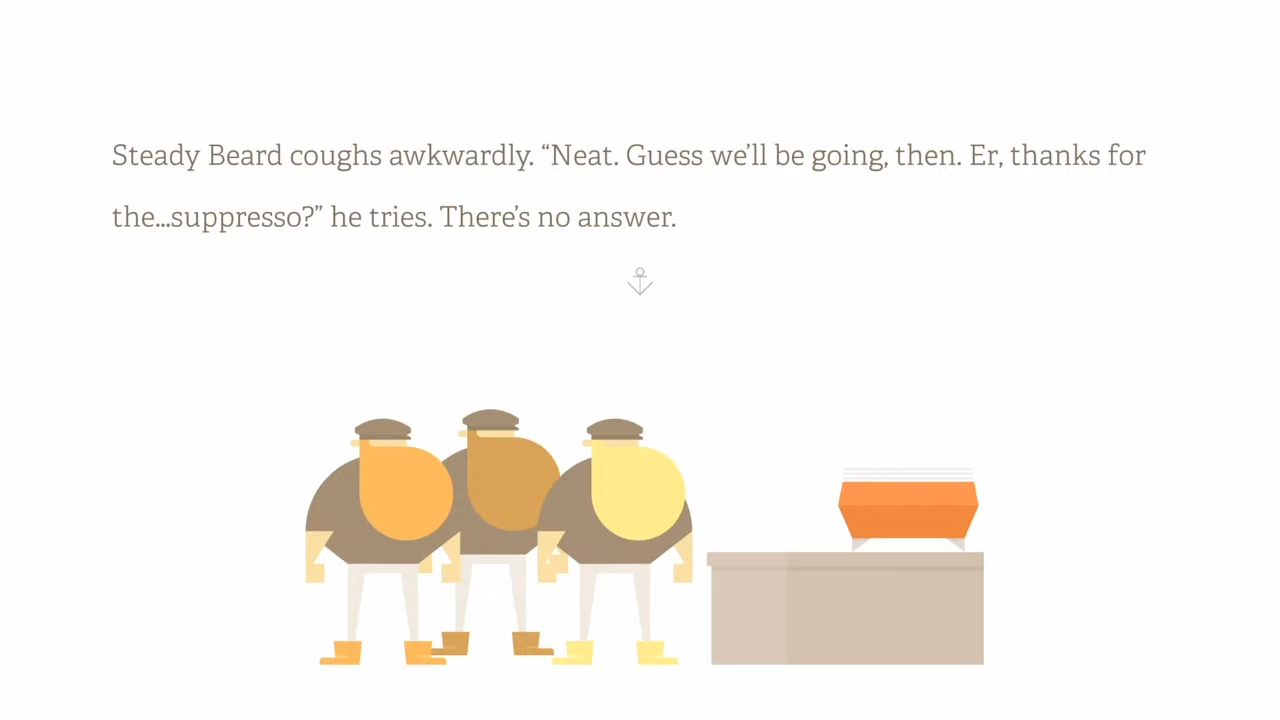 Steady Beard coughs awkwardly. “Neat. Guess we’ll be going, then. Er, thanks for
the...suppresso?” he tries. There’s no answer.